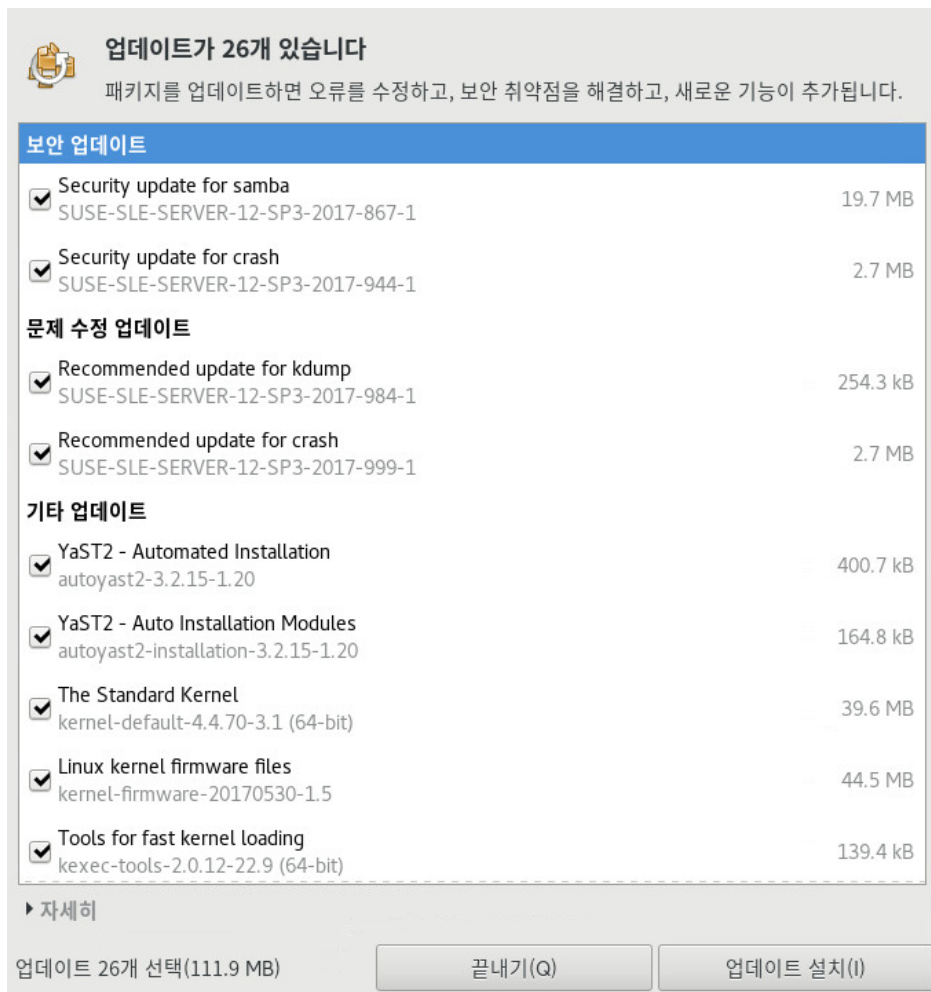 업데이트가 26개 있습니다
패키지를 업데이트하면 오류를 수정하고, 보안 취약점을 해결하고, 새로운 기능이 추가됩니다.
보안 업데이트
Security update for samba
SUSE-SLE-SERVER-12-SP3-2017-867-1
19.7 MB
Security update for crash
SUSE-SLE-SERVER-12-SP3-2017-944-1
2.7 MB
문제 수정 업데이트
Recommended update for kdump
SUSE-SLE-SERVER-12-SP3-2017-984-1
254.3 kB
Recommended update for crash
SUSE-SLE-SERVER-12-SP3-2017-999-1
2.7 MB
기타 업데이트
YaST2 - Automated Installation
autoyast2-3.2.15-1.20
400.7 kB
YaST2 - Auto Installation Modules
autoyast2-installation-3.2.15-1.20
164.8 kB
The Standard Kernel
kernel-default-4.4.70-3.1 (64-bit)
39.6 MB
Linux kernel firmware files
kernel-firmware-20170530-1.5
44.5 MB
Tools for fast kernel loading
kexec-tools-2.0.12-22.9 (64-bit)
139.4 kB
자세히
업데이트 26개 선택(111.9 MB)
끝내기(Q)
업데이트 설치(I)